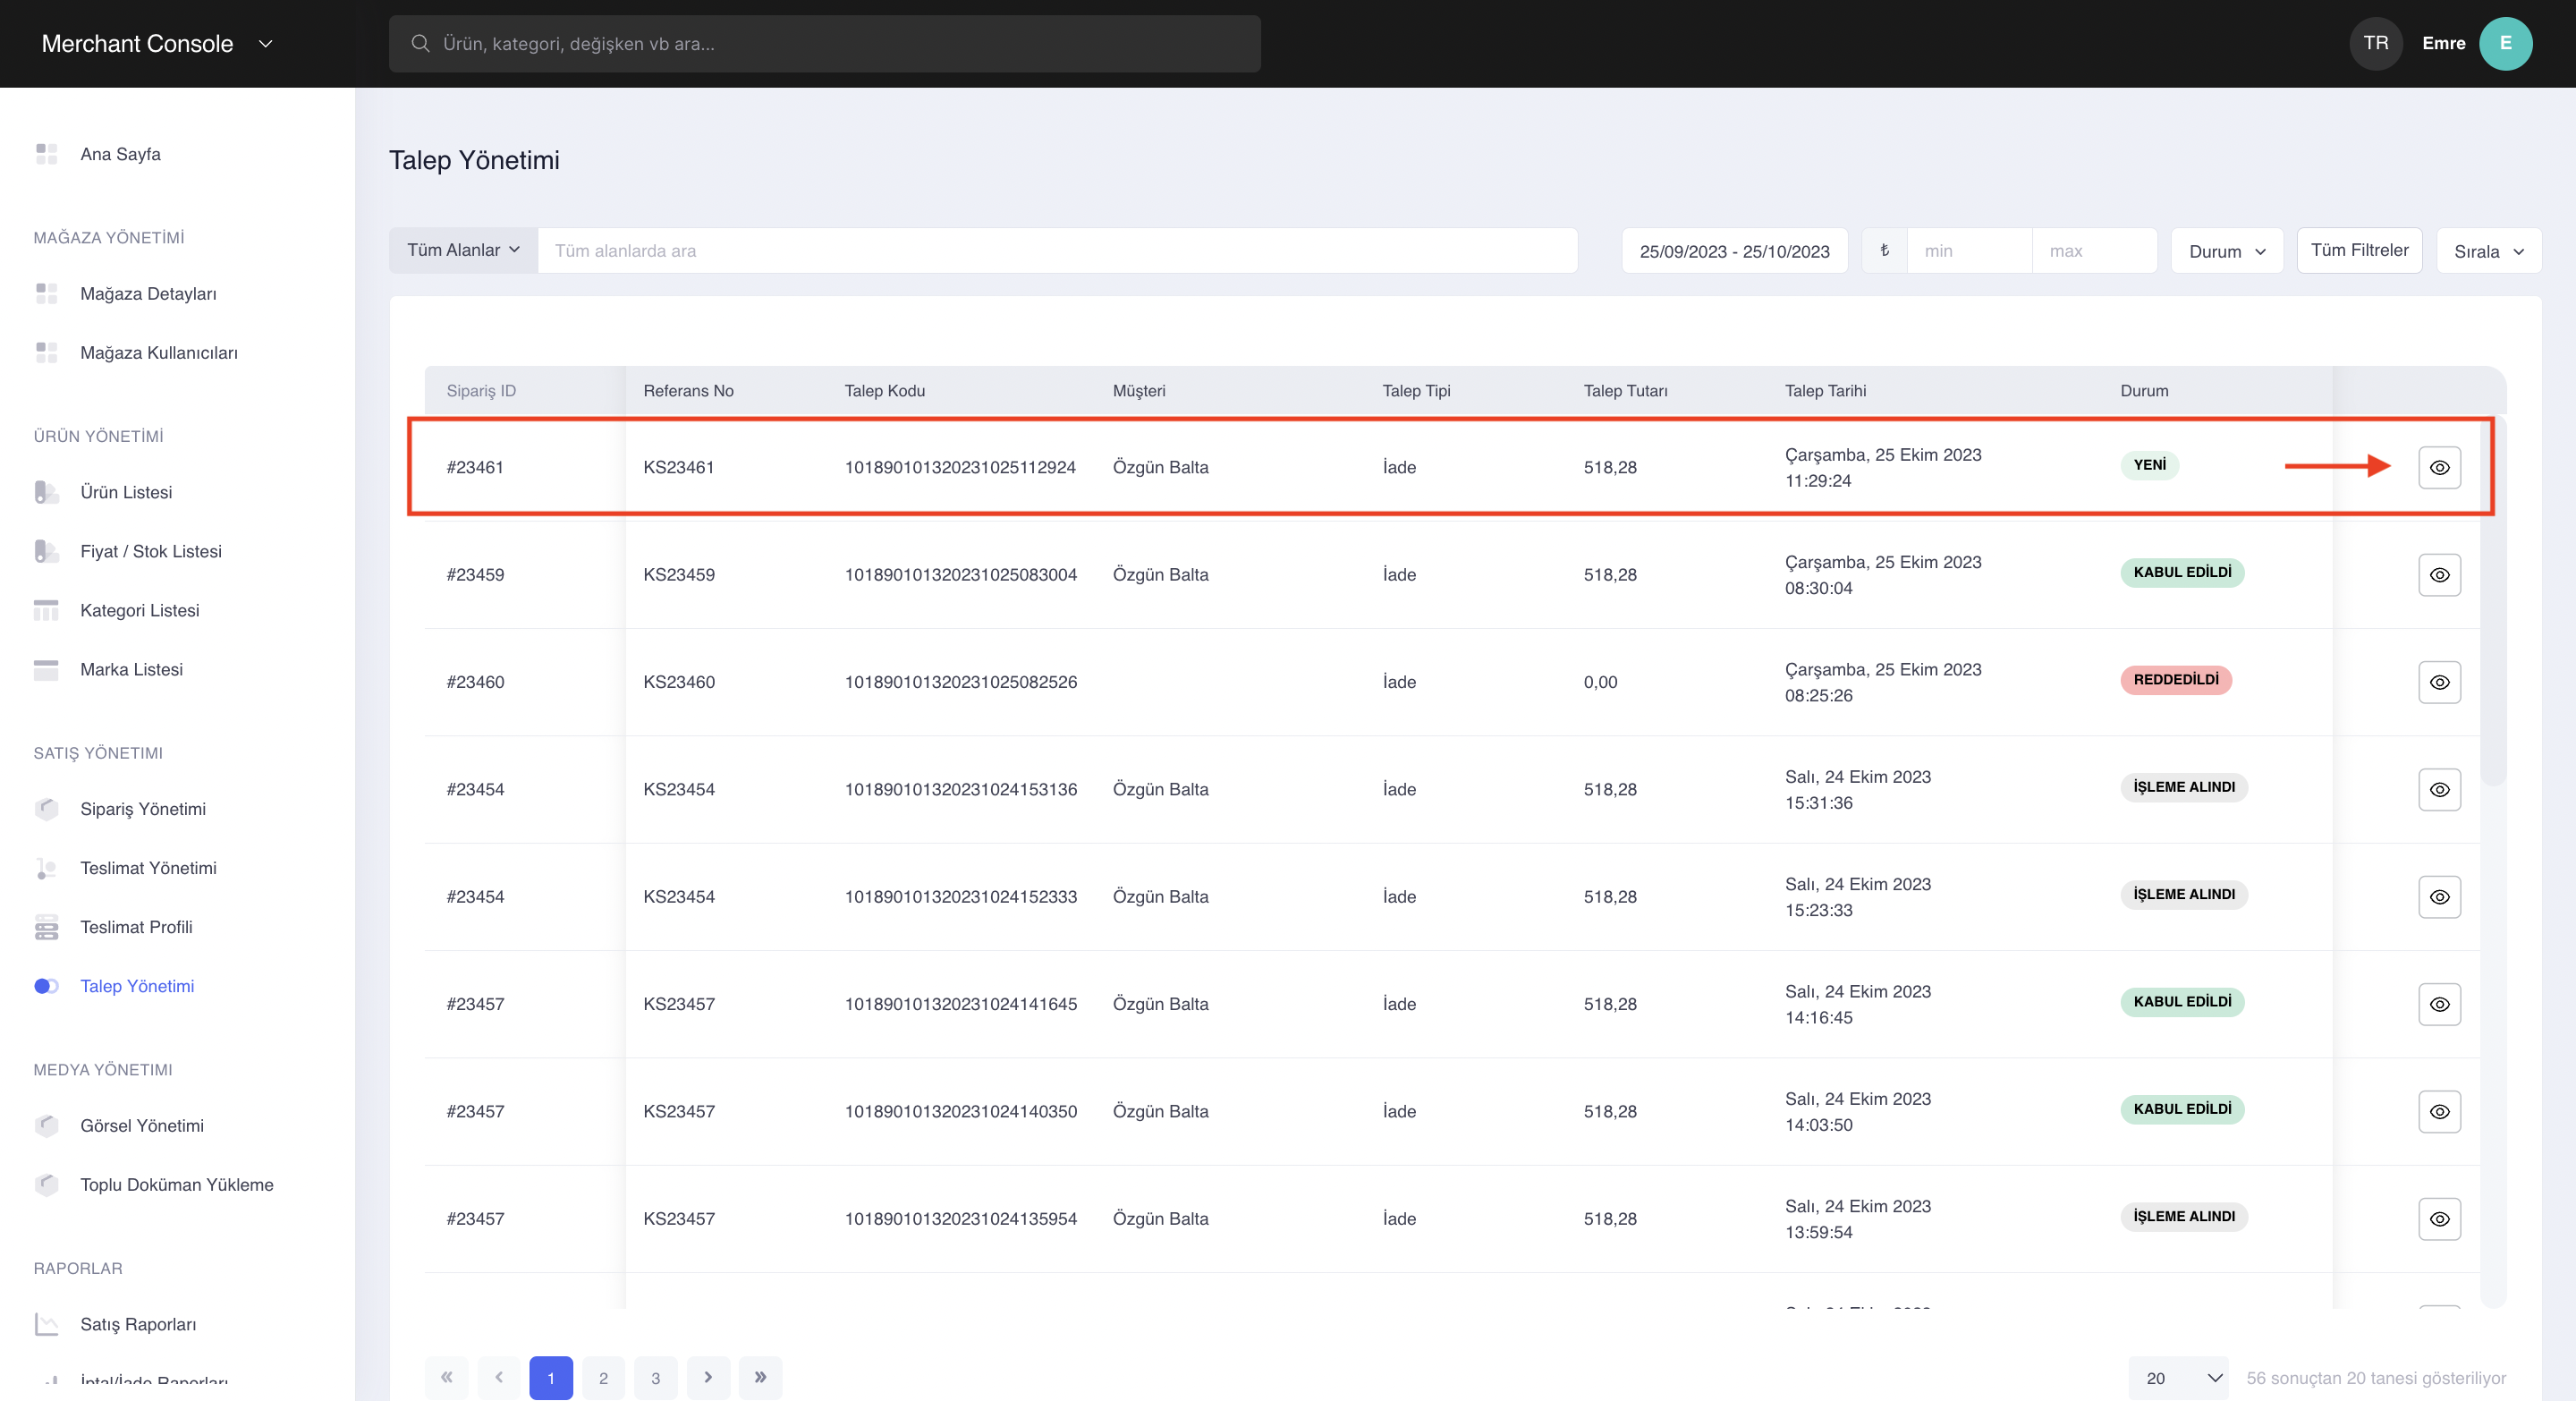 Merchant Console
Ürün, kategori, değişken vb ara...
TR
Emre
E
Ana Sayfa
MAĞAZA YÖNETİMİ
Mağaza Detayları
Mağaza Kullanıcıları
ÜRÜN YÖNETİMİ
Ürün Listesi
Fiyat / Stok Listesi
Kategori Listesi
Marka Listesi
SATIŞ YÖNETIMI
Sipariş Yönetimi
Teslimat Yönetimi
Teslimat Profili
Talep Yönetimi
MEDYA YÖNETIMI
Görsel Yönetimi
Toplu Doküman Yükleme
RAPORLAR
Satış Raporları
İptal/İade Raporları
Talep Yönetimi
Tüm Alanlar
Tüm alanlarda ara
25/09/2023 - 25/10/2023
₺ min max
Durum
Tüm Filtreler
Sırala
Sipariş ID Referans No Talep Kodu Müşteri Talep Tipi Talep Tutarı Talep Tarihi Durum
#23461 KS23461 101890101320231025112924 Özgün Balta İade 518,28 Çarşamba, 25 Ekim 2023 YENİ
11:29:24
#23459 KS23459 101890101320231025083004 Özgün Balta İade 518,28 Çarşamba, 25 Ekim 2023 KABUL EDİLDİ
08:30:04
#23460 KS23460 101890101320231025082526 İade 0,00 Çarşamba, 25 Ekim 2023 REDDEDİLDİ
08:25:26
#23454 KS23454 101890101320231024153136 Özgün Balta İade 518,28 Salı, 24 Ekim 2023 İŞLEME ALINDI
15:31:36
#23454 KS23454 101890101320231024152333 Özgün Balta İade 518,28 Salı, 24 Ekim 2023 İŞLEME ALINDI
15:23:33
#23457 KS23457 101890101320231024141645 Özgün Balta İade 518,28 Salı, 24 Ekim 2023 KABUL EDİLDİ
14:16:45
#23457 KS23457 101890101320231024140350 Özgün Balta İade 518,28 Salı, 24 Ekim 2023 KABUL EDİLDİ
14:03:50
#23457 KS23457 101890101320231024135954 Özgün Balta İade 518,28 Salı, 24 Ekim 2023 İŞLEME ALINDI
13:59:54
« ‹ 1 2 3 › »
20
56 sonuçtan 20 tanesi gösteriliyor